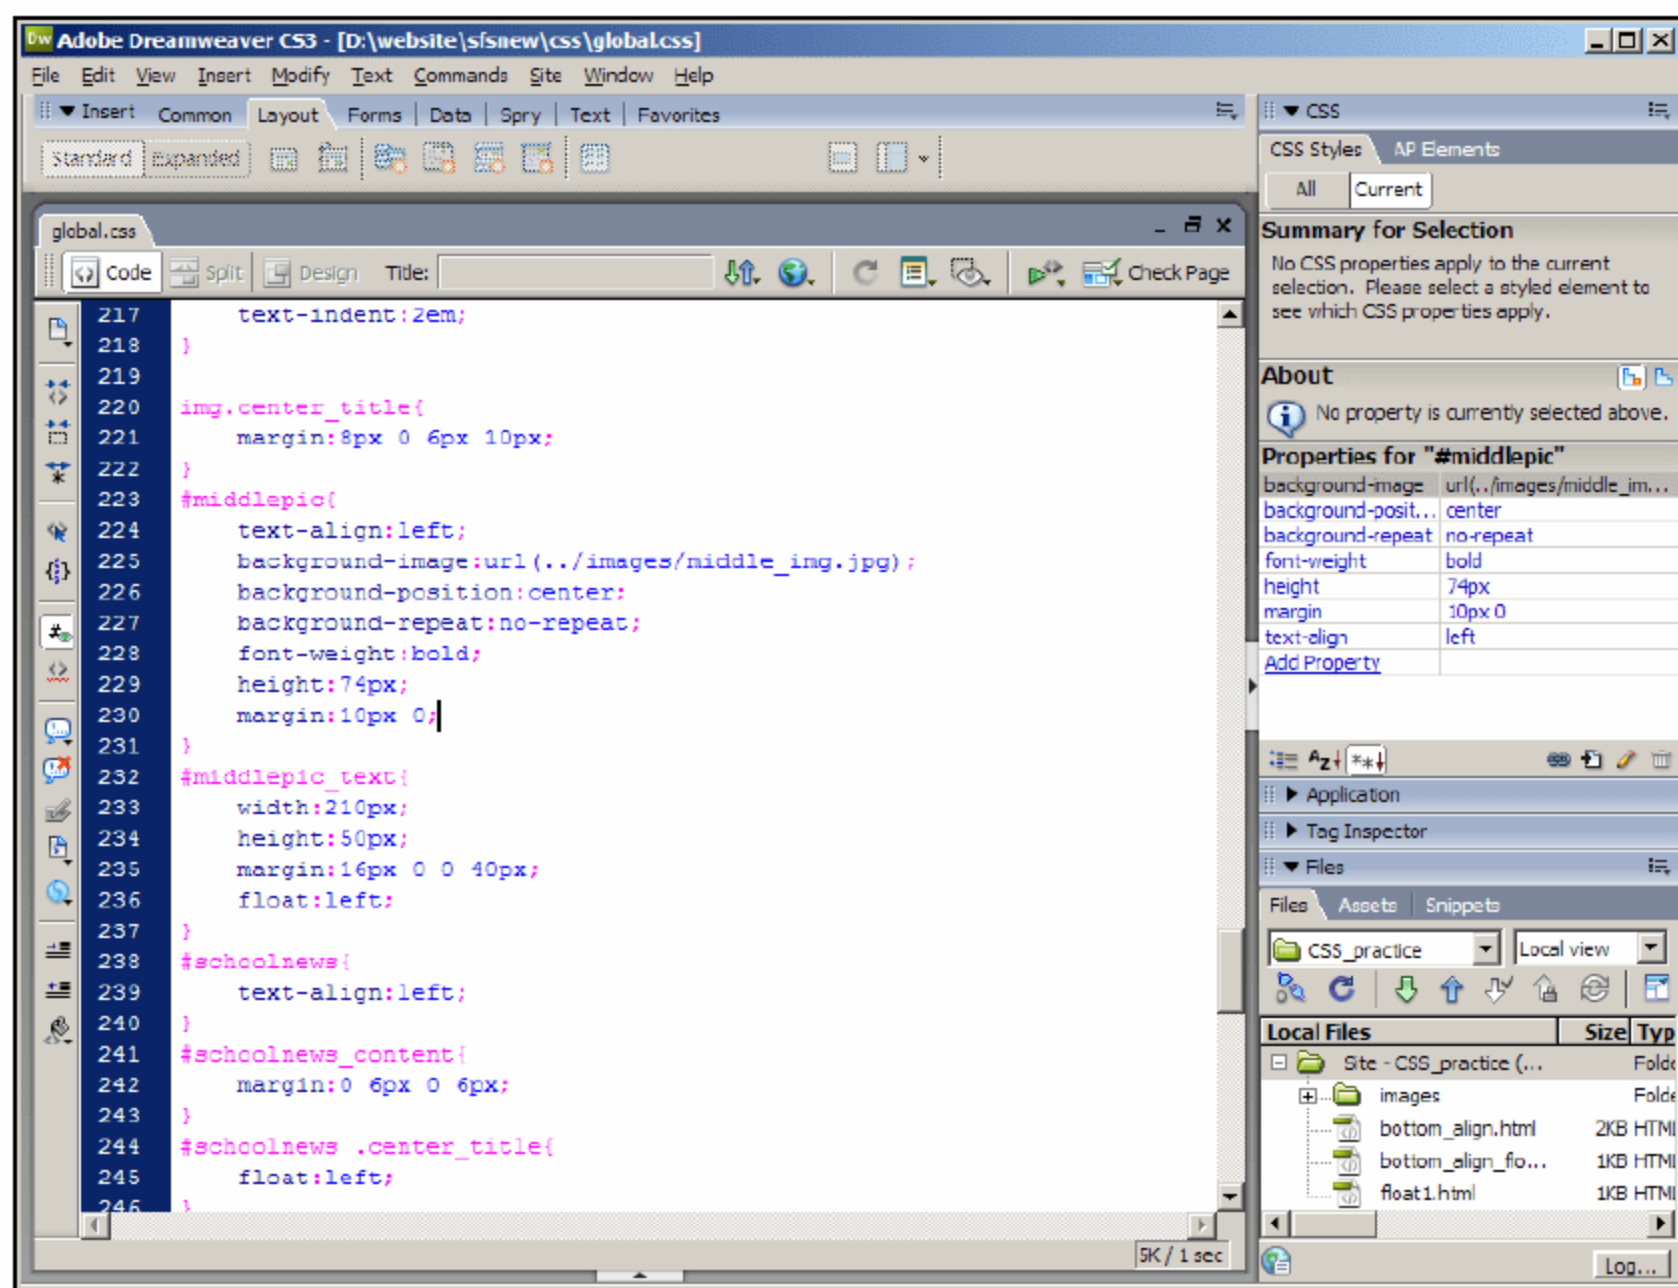 Dw Adobe Dreamweaver CS3 - [D:\website\sfsnew\css\global.css]
File Edit View Insert Modify Text Commands Site Window Help
Insert Common Layout Forms Data Spry Text Favorites
Standard Expanded
global.css
Code Split Design Title: Check Page
217 text-indent:2em;
218 }
219
220 img.center_title{
221 margin:8px 0 6px 10px;
222 }
223 #middlepic{
224 text-align:left;
225 background-image:url(../images/middle_img.jpg);
226 background-position:center;
227 background-repeat:no-repeat;
228 font-weight:bold;
229 height:74px;
230 margin:10px 0;
231 }
232 #middlepic_text{
233 width:210px;
234 height:50px;
235 margin:16px 0 0 40px;
236 float:left;
237 }
238 #schoolnews{
239 text-align:left;
240 }
241 #schoolnews_content{
242 margin:0 6px 0 6px;
243 }
244 #schoolnews .center_title{
245 float:left;
246 }
5K / 1 sec
CSS
CSS Styles AP Elements
All Current
Summary for Selection
No CSS properties apply to the current
selection. Please select a styled element to
see which CSS properties apply.
About
No property is currently selected above.
Properties for "#middlepic"
background-image url(../images/middle_im...
background-posit... center
background-repeat no-repeat
font-weight bold
height 74px
margin 10px 0
text-align left
Add Property
Application
Tag Inspector
Files
Files Assets Snippets
CSS_practice Local view
Local Files Size Typ
Site - CSS_practice (... Folde
images Folde
bottom_align.html 2KB HTML
bottom_align_flo... 1KB HTML
float1.html 1KB HTML
Log...